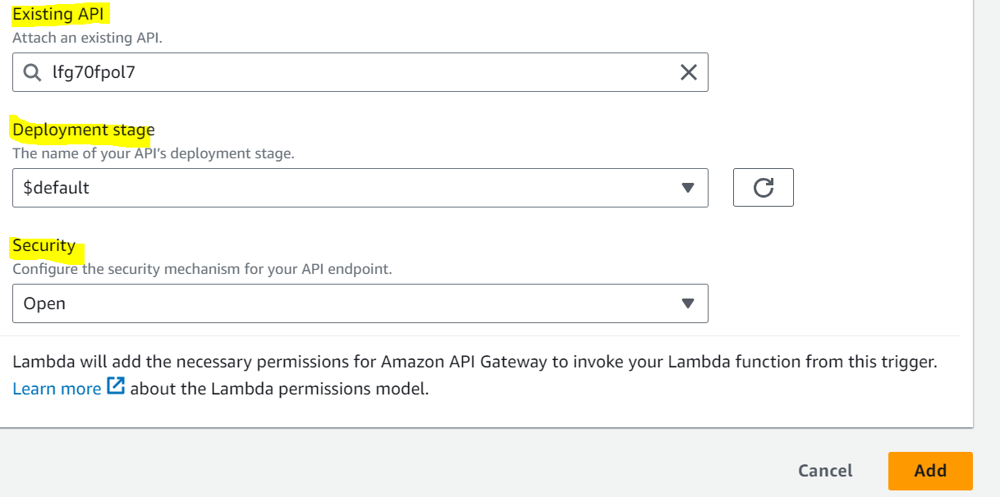 Existing API
Attach an existing API.
lfg70fpol7
Deployment stage
The name of your API's deployment stage.
$default
Security
Configure the security mechanism for your API endpoint.
Open
Lambda will add the necessary permissions for Amazon API Gateway to invoke your Lambda function from this trigger.
Learn more about the Lambda permissions model.
Cancel
Add